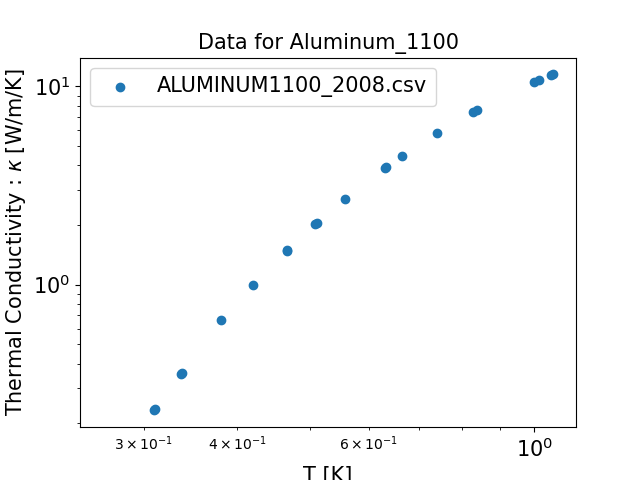 Data for Aluminum_1100
ALUMINUM1100_2008.csv
Thermal Conductivity : κ [W/m/K]
10¹
10⁰
3 × 10⁻¹
4 × 10⁻¹
6 × 10⁻¹
10⁰
T [K]